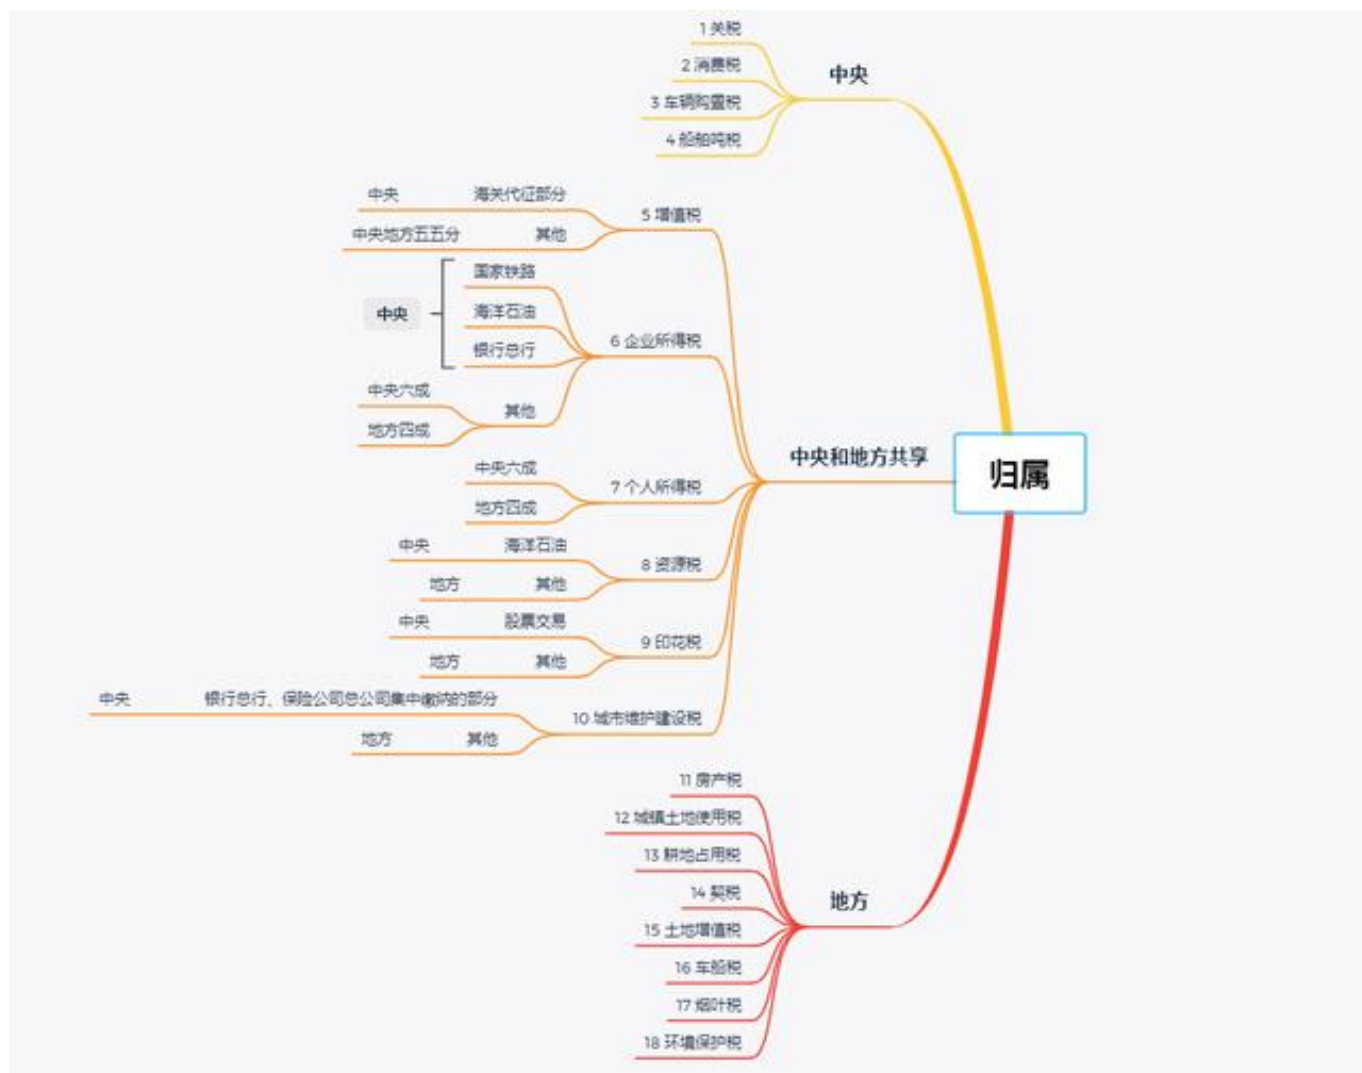 1 关税
2 消费税
中央
3 车辆购置税
4 船舶吨税
中央 海关代征部分
5 增值税
中央地方五五分 其他
国家铁路
海洋石油
中央
银行总行
6 企业所得税
中央六成
其他
地方四成
中央和地方共享
归属
中央六成
7 个人所得税
地方四成
中央 海洋石油
8 资源税
地方 其他
中央 股票交易
9 印花税
地方 其他
中央 银行总行、保险公司总公司集中缴纳的部分
10 城市维护建设税
地方 其他
11 房产税
12 城镇土地使用税
13 耕地占用税
14 契税
地方
15 土地增值税
16 车船税
17 烟叶税
18 环境保护税